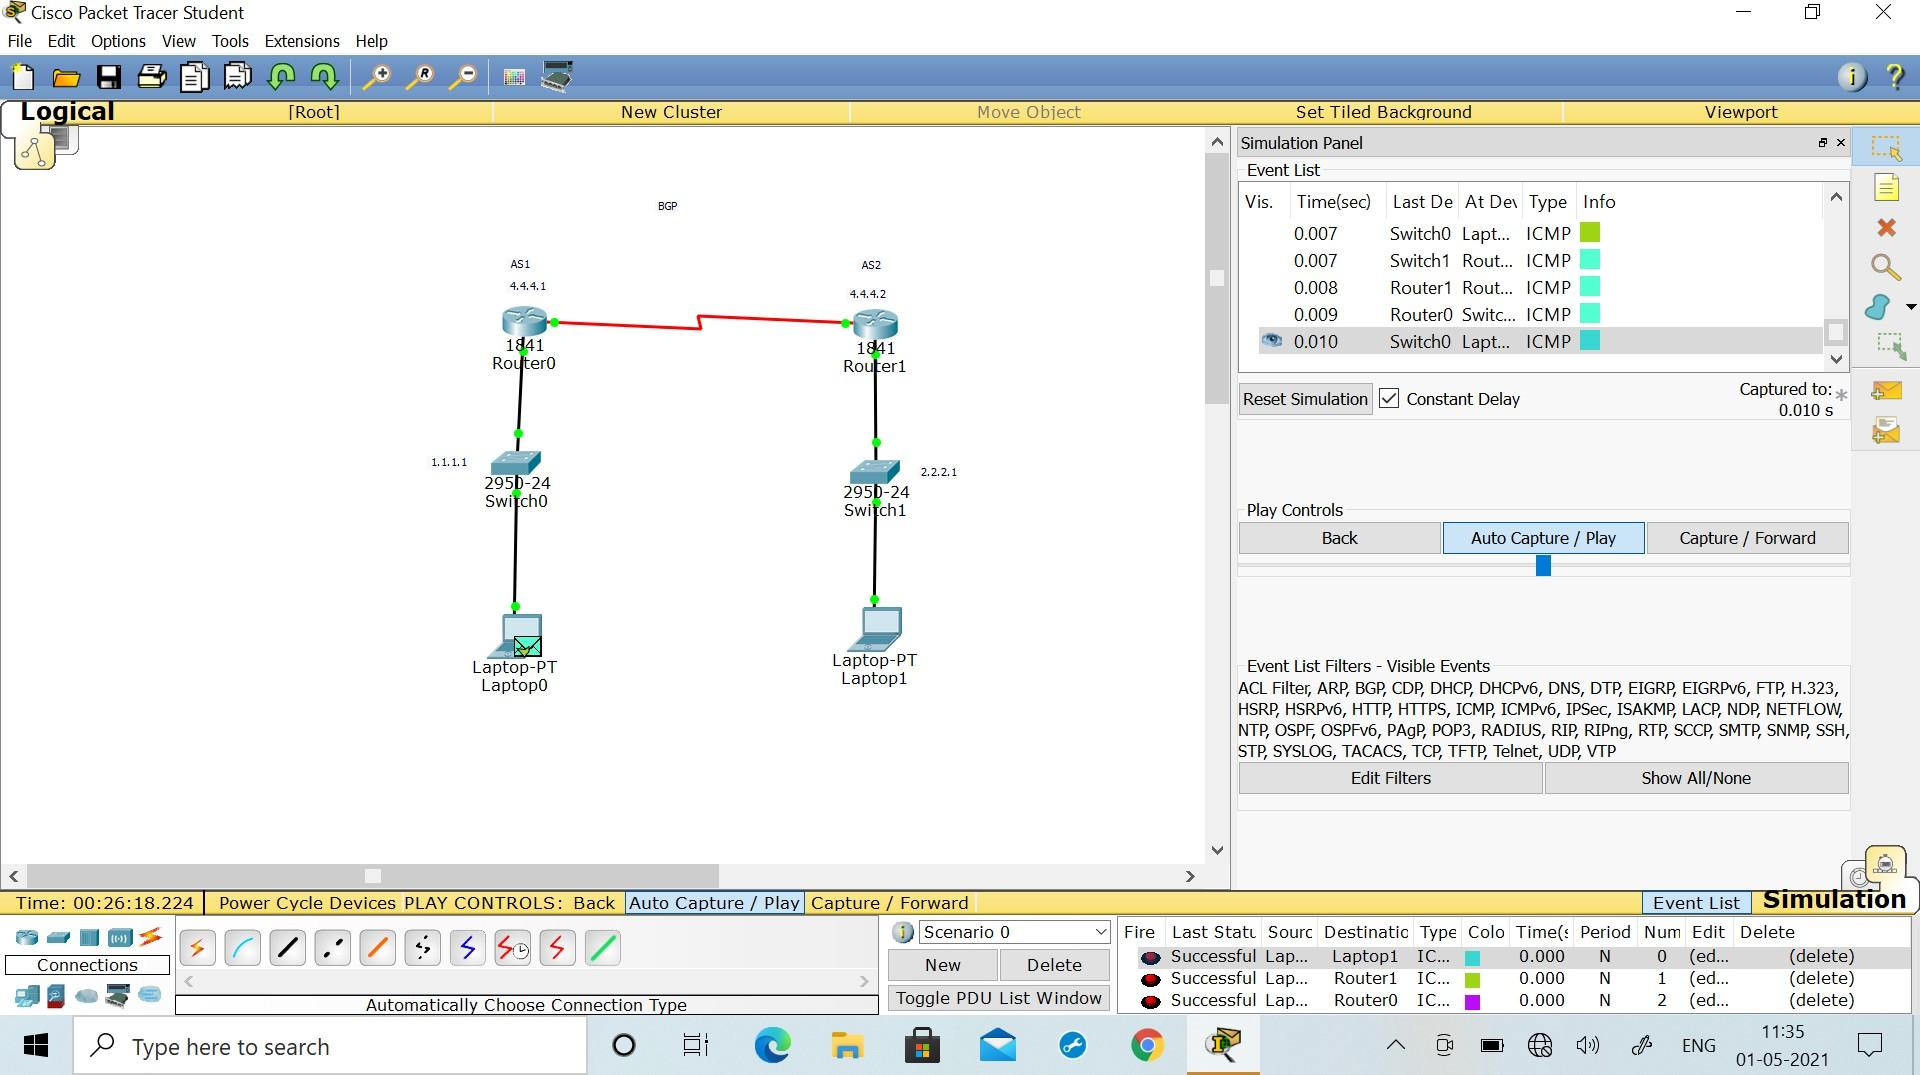 Cisco Packet Tracer Student
File Edit Options View Tools Extensions Help
Logical [Root] New Cluster Move Object Set Tiled Background Viewport
BGP
AS1
4.4.4.1
1841
Router0
AS2
4.4.4.2
1841
Router1
1.1.1.1
2950-24
Switch0
2.2.2.1
2950-24
Switch1
Laptop-PT
Laptop0
Laptop-PT
Laptop1
Simulation Panel
Event List
Vis. Time(sec) Last De At Dev Type Info
0.007 Switch0 Lapt... ICMP
0.007 Switch1 Rout... ICMP
0.008 Router1 Rout... ICMP
0.009 Router0 Switc... ICMP
0.010 Switch0 Lapt... ICMP
Reset Simulation Constant Delay Captured to: *
0.010 s
Play Controls
Back Auto Capture / Play Capture / Forward
Event List Filters - Visible Events
ACL Filter, ARP, BGP, CDP, DHCP, DHCPv6, DNS, DTP, EIGRP, EIGRPv6, FTP, H.323,
HSRP, HSRPv6, HTTP, HTTPS, ICMP, ICMPv6, IPSec, ISAKMP, LACP, NDP, NETFLOW,
NTP, OSPF, OSPFv6, PAgP, POP3, RADIUS, RIP, RIPng, RTP, SCCP, SMTP, SNMP, SSH,
STP, SYSLOG, TACACS, TCP, TFTP, Telnet, UDP, VTP
Edit Filters Show All/None
Time: 00:26:18.224 Power Cycle Devices PLAY CONTROLS: Back Auto Capture / Play Capture / Forward Event List Simulation
Connections
Automatically Choose Connection Type
Scenario 0
New Delete
Toggle PDU List Window
Fire Last Statu Sourc Destinatio Type Colo Time(s Period Num Edit Delete
Successful Lap... Laptop1 IC... 0.000 N 0 (ed... (delete)
Successful Lap... Router1 IC... 0.000 N 1 (ed... (delete)
Successful Lap... Router0 IC... 0.000 N 2 (ed... (delete)
Type here to search
ENG
11:35
01-05-2021